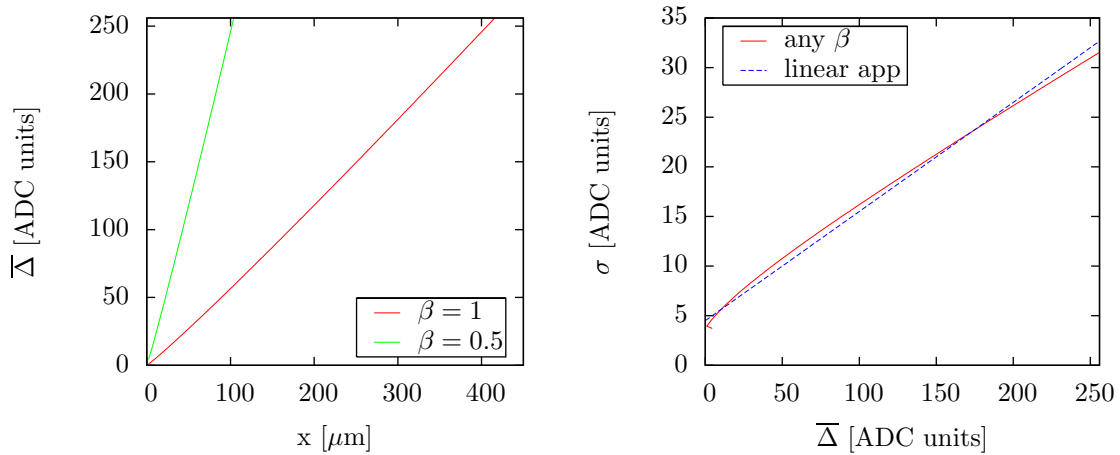 250
200
150
100
50
0
Δ̅ [ADC units]
β = 1
β = 0.5
0 100 200 300 400
x [μm]
35
30
25
20
15
10
5
0
σ [ADC units]
any β
linear app
0 50 100 150 200 250
Δ̅ [ADC units]